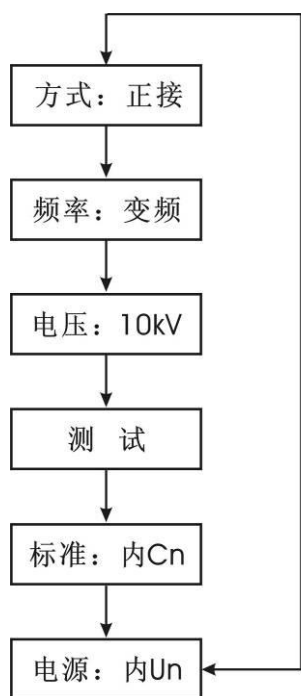 方式：正接
频率：变频
电压：10kV
测 试
标准：内Cn
电源：内Un